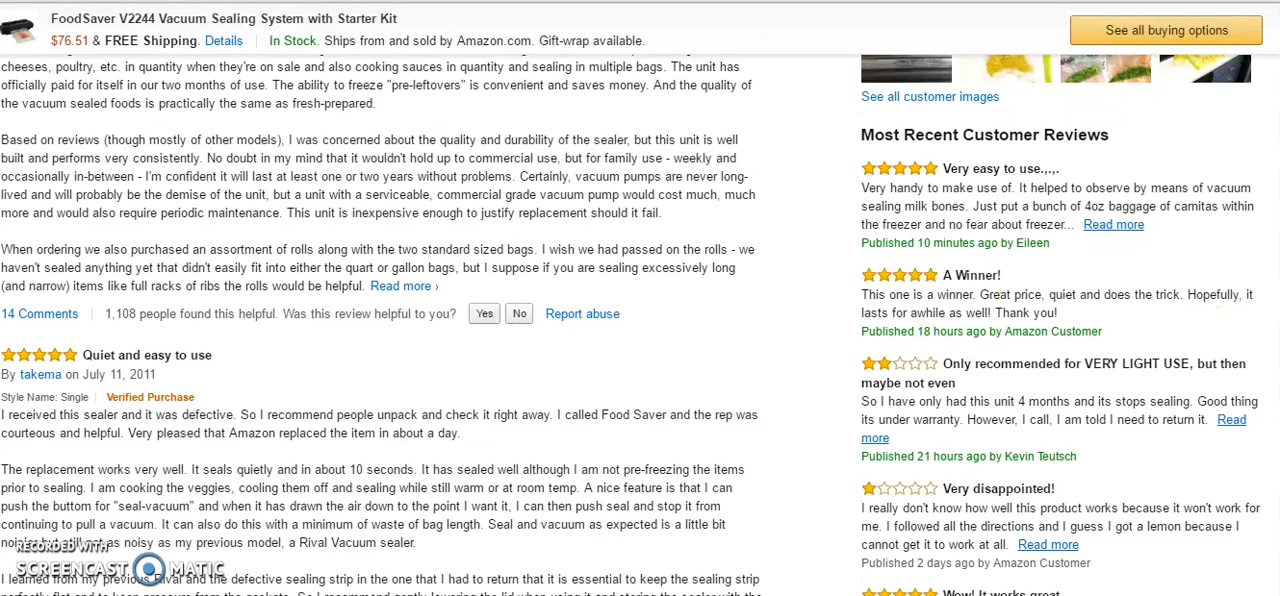 FoodSaver V2244 Vacuum Sealing System with Starter Kit
$76.51 & FREE Shipping. Details
In Stock. Ships from and sold by Amazon.com. Gift-wrap available.
See all buying options
cheeses, poultry, etc. in quantity when they're on sale and also cooking sauces in quantity and sealing in multiple bags. The unit has
officially paid for itself in our two months of use. The ability to freeze "pre-leftovers" is convenient and saves money. And the quality of
the vacuum sealed foods is practically the same as fresh-prepared.
Based on reviews (though mostly of other models), I was concerned about the quality and durability of the sealer, but this unit is well
built and performs very consistently. No doubt in my mind that it wouldn't hold up to commercial use, but for family use - weekly and
occasionally in-between - I'm confident it will last at least one or two years without problems. Certainly, vacuum pumps are never long-
lived and will probably be the demise of the unit, but a unit with a serviceable, commercial grade vacuum pump would cost much, much
more and would also require periodic maintenance. This unit is inexpensive enough to justify replacement should it fail.
When ordering we also purchased an assortment of rolls along with the two standard sized bags. I wish we had passed on the rolls - we
haven't sealed anything yet that didn't easily fit into either the quart or gallon bags, but I suppose if you are sealing excessively long
(and narrow) items like full racks of ribs the rolls would be helpful. Read more ›
14 Comments | 1,108 people found this helpful. Was this review helpful to you? Yes No Report abuse
Quiet and easy to use
By takema on July 11, 2011
Style Name: Single | Verified Purchase
I received this sealer and it was defective. So I recommend people unpack and check it right away. I called Food Saver and the rep was
courteous and helpful. Very pleased that Amazon replaced the item in about a day.
The replacement works very well. It seals quietly and in about 10 seconds. It has sealed well although I am not pre-freezing the items
prior to sealing. I am cooking the veggies, cooling them off and sealing while still warm or at room temp. A nice feature is that I can
push the buttom for "seal-vacuum" and when it has drawn the air down to the point I want it, I can then push seal and stop it from
continuing to pull a vacuum. It can also do this with a minimum of waste of bag length. Seal and vacuum as expected is a little bit
as noisy as my previous model, a Rival Vacuum sealer.
I learned from my previous Rival and the defective sealing strip in the one that I had to return that it is essential to keep the sealing strip
RECORDED WITH
SCREENCAST MATIC
See all customer images
Most Recent Customer Reviews
Very easy to use.,.,.
Very handy to make use of. It helped to observe by means of vacuum
sealing milk bones. Just put a bunch of 4oz baggage of carnitas within
the freezer and no fear about freezer... Read more
Published 10 minutes ago by Eileen
A Winner!
This one is a winner. Great price, quiet and does the trick. Hopefully, it
lasts for awhile as well! Thank you!
Published 18 hours ago by Amazon Customer
Only recommended for VERY LIGHT USE, but then
maybe not even
So I have only had this unit 4 months and its stops sealing. Good thing
its under warranty. However, I call, I am told I need to return it. Read
more
Published 21 hours ago by Kevin Teutsch
Very disappointed!
I really don't know how well this product works because it won't work for
me. I followed all the directions and I guess I got a lemon because I
cannot get it to work at all. Read more
Published 2 days ago by Amazon Customer
Wow! It works great